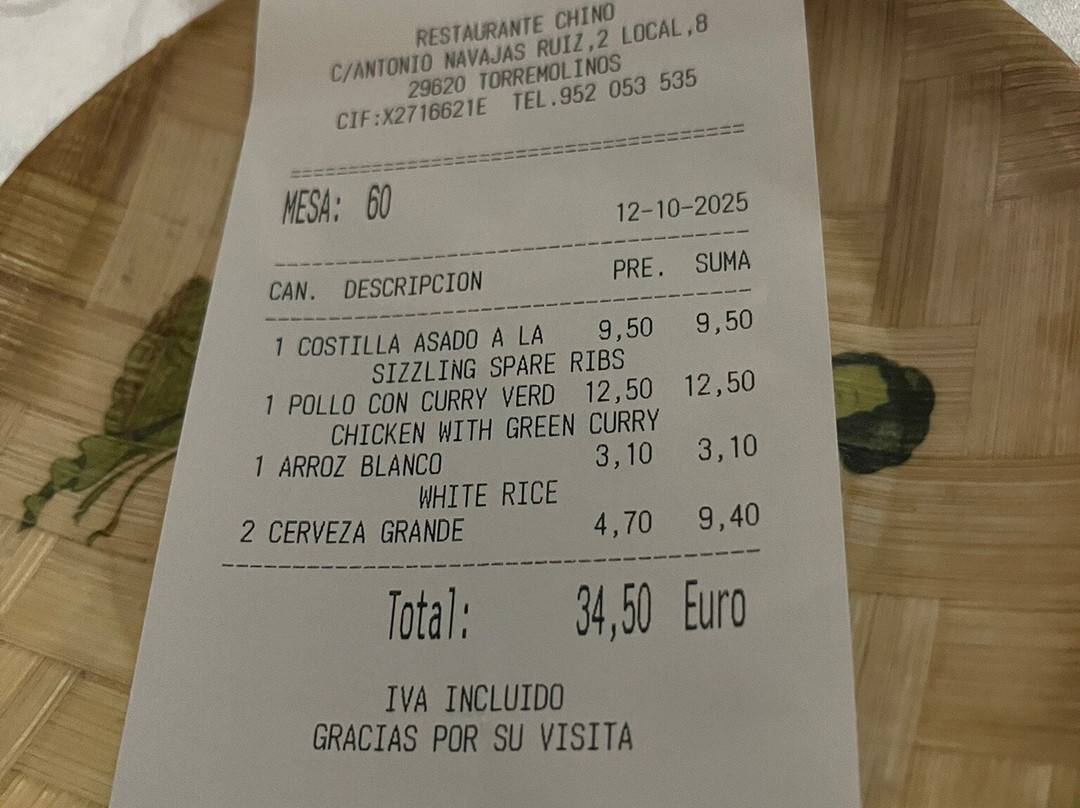 RESTAURANTE CHINO
C/ANTONIO NAVAJAS RUIZ,2 LOCAL,8
29620 TORREMOLINOS
CIF:X2716621E TEL.952 053 535
===================================
MESA: 60
12-10-2025
CAN. DESCRIPCION PRE. SUMA
1 COSTILLA ASADO A LA 9,50 9,50
SIZZLING SPARE RIBS
1 POLLO CON CURRY VERD 12,50 12,50
CHICKEN WITH GREEN CURRY
1 ARROZ BLANCO 3,10 3,10
WHITE RICE
2 CERVEZA GRANDE 4,70 9,40
Total: 34,50 Euro
IVA INCLUIDO
GRACIAS POR SU VISITA